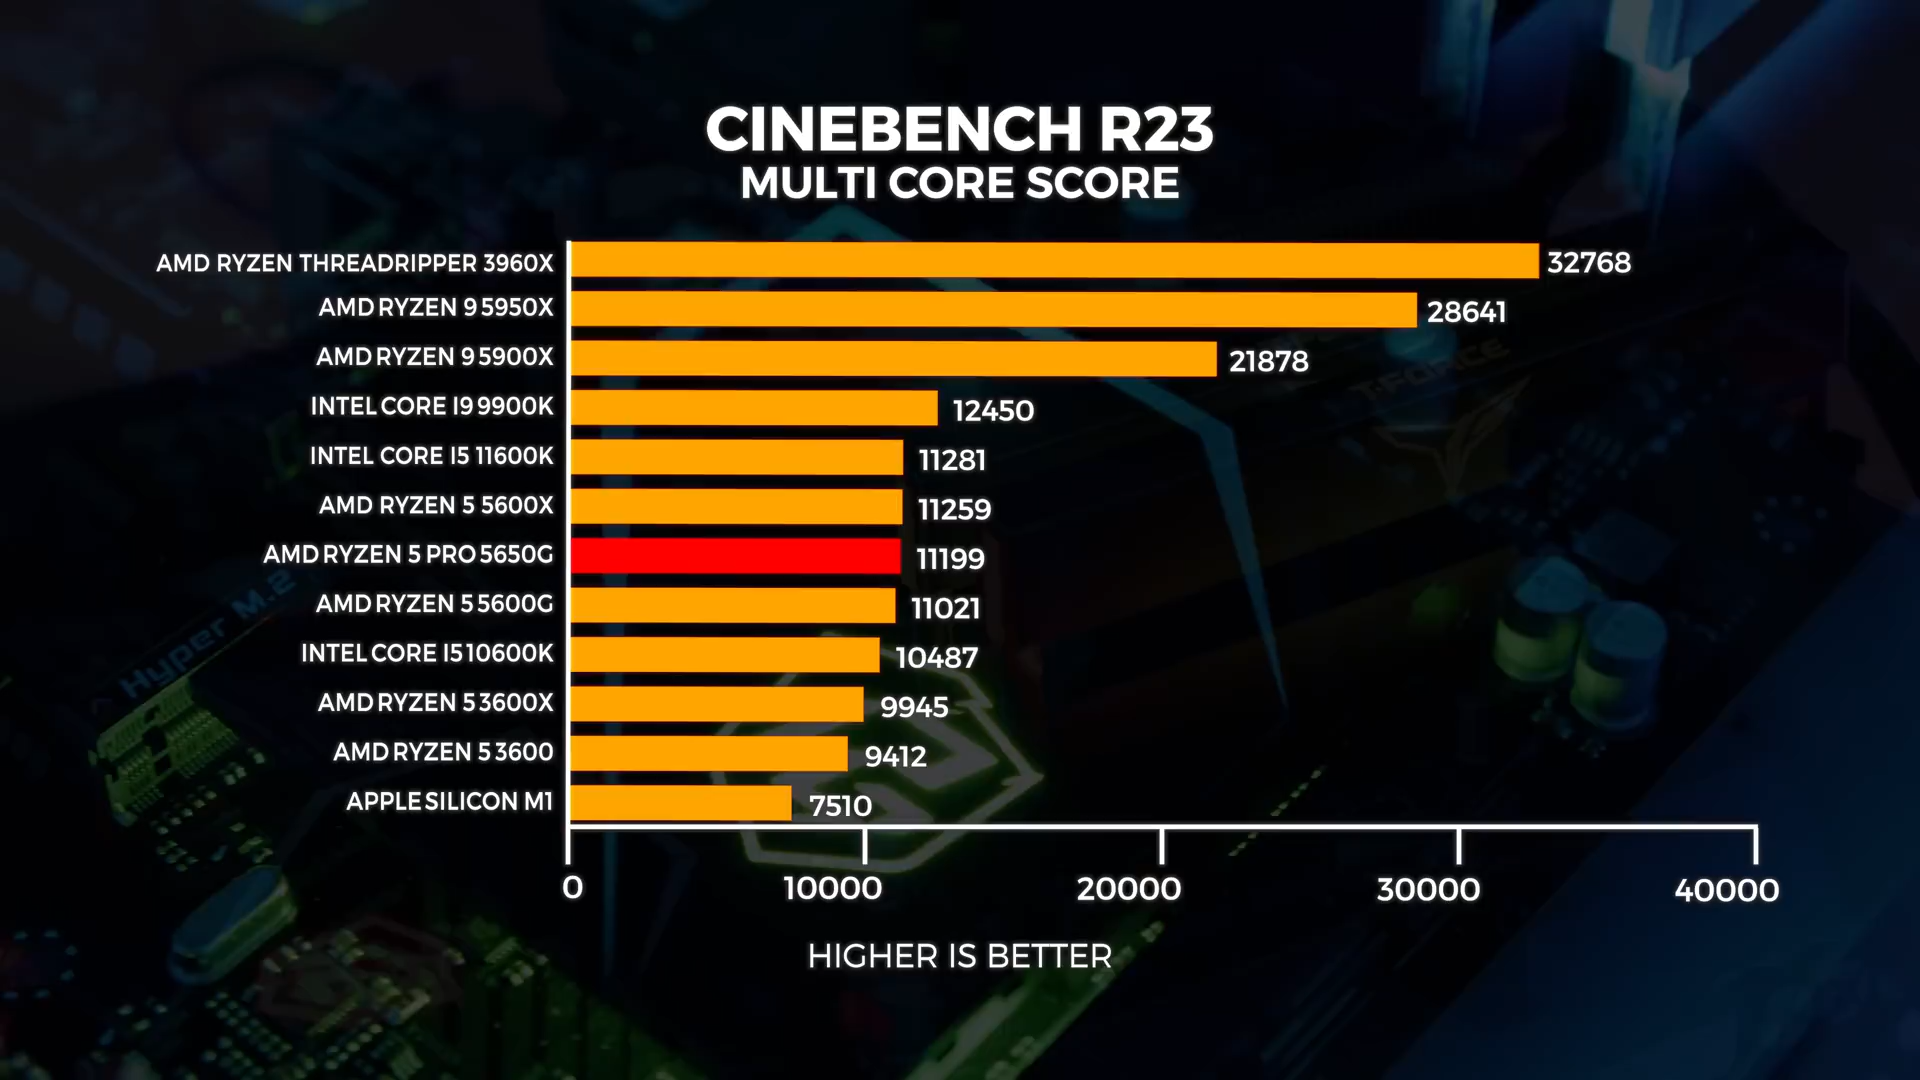 CINEBENCH R23
MULTI CORE SCORE
AMD RYZEN THREADRIPPER 3960X 32768
AMD RYZEN 9 5950X 28641
AMD RYZEN 9 5900X 21878
INTEL CORE I9 9900K 12450
INTEL CORE I5 11600K 11281
AMD RYZEN 5 5600X 11259
AMD RYZEN 5 PRO 5650G 11199
AMD RYZEN 5 5600G 11021
INTEL CORE I5 10600K 10487
AMD RYZEN 5 3600X 9945
AMD RYZEN 5 3600 9412
APPLE SILICON M1 7510
0 10000 20000 30000 40000
HIGHER IS BETTER
Hyper M.2
T-FORCE